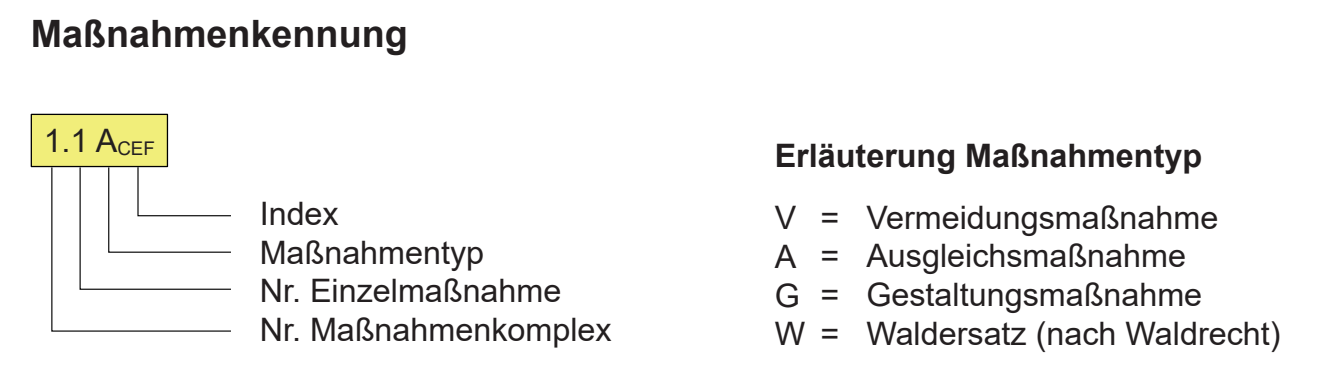 Maßnahmenkennung
1.1 ACEF
Index
Maßnahmentyp
Nr. Einzelmaßnahme
Nr. Maßnahmenkomplex
Erläuterung Maßnahmentyp
V = Vermeidungsmaßnahme
A = Ausgleichsmaßnahme
G = Gestaltungsmaßnahme
W = Waldersatz (nach Waldrecht)